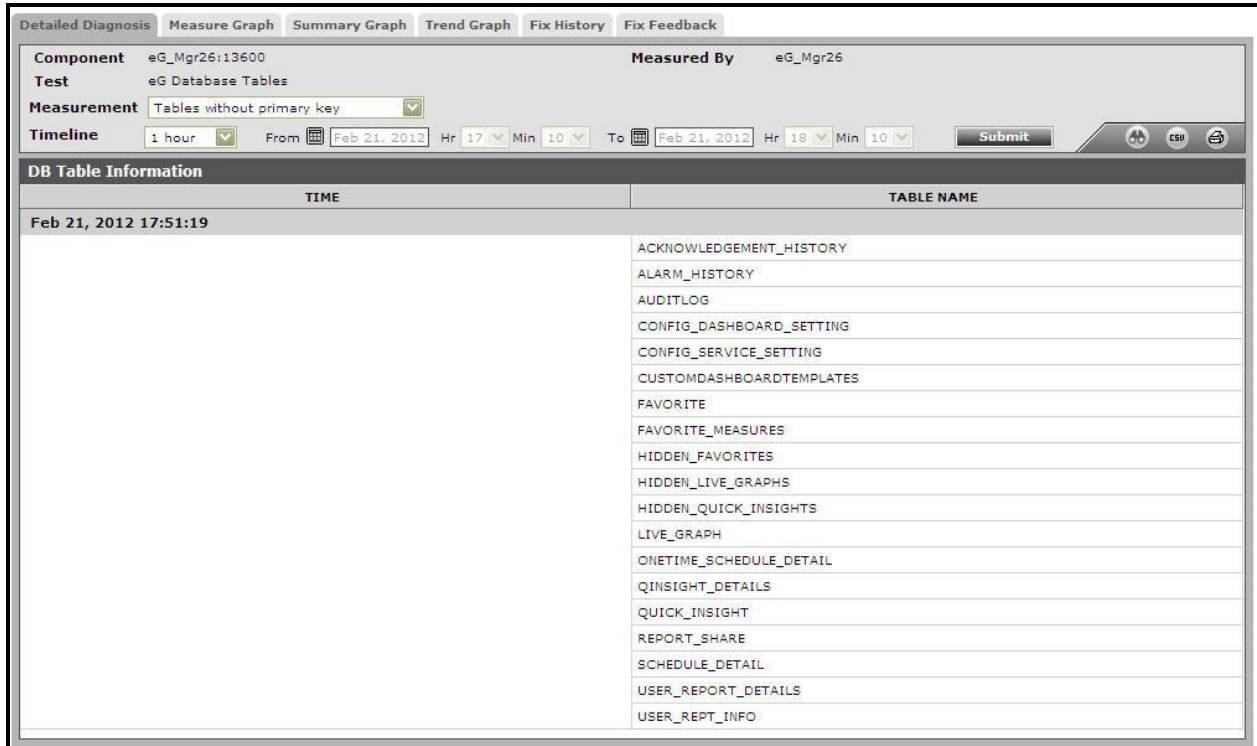 Detailed Diagnosis Measure Graph Summary Graph Trend Graph Fix History Fix Feedback
Component eG_Mgr26:13600 Measured By eG_Mgr26
Test eG Database Tables
Measurement Tables without primary key
Timeline 1 hour From Feb 21, 2012 Hr 17 Min 10 To Feb 21, 2012 Hr 18 Min 10 Submit CSV
DB Table Information
TIME TABLE NAME
Feb 21, 2012 17:51:19
ACKNOWLEDGEMENT_HISTORY
ALARM_HISTORY
AUDITLOG
CONFIG_DASHBOARD_SETTING
CONFIG_SERVICE_SETTING
CUSTOMDASHBOARDTEMPLATES
FAVORITE
FAVORITE_MEASURES
HIDDEN_FAVORITES
HIDDEN_LIVE_GRAPHS
HIDDEN_QUICK_INSIGHTS
LIVE_GRAPH
ONETIME_SCHEDULE_DETAIL
QINSIGHT_DETAILS
QUICK_INSIGHT
REPORT_SHARE
SCHEDULE_DETAIL
USER_REPORT_DETAILS
USER_REPT_INFO